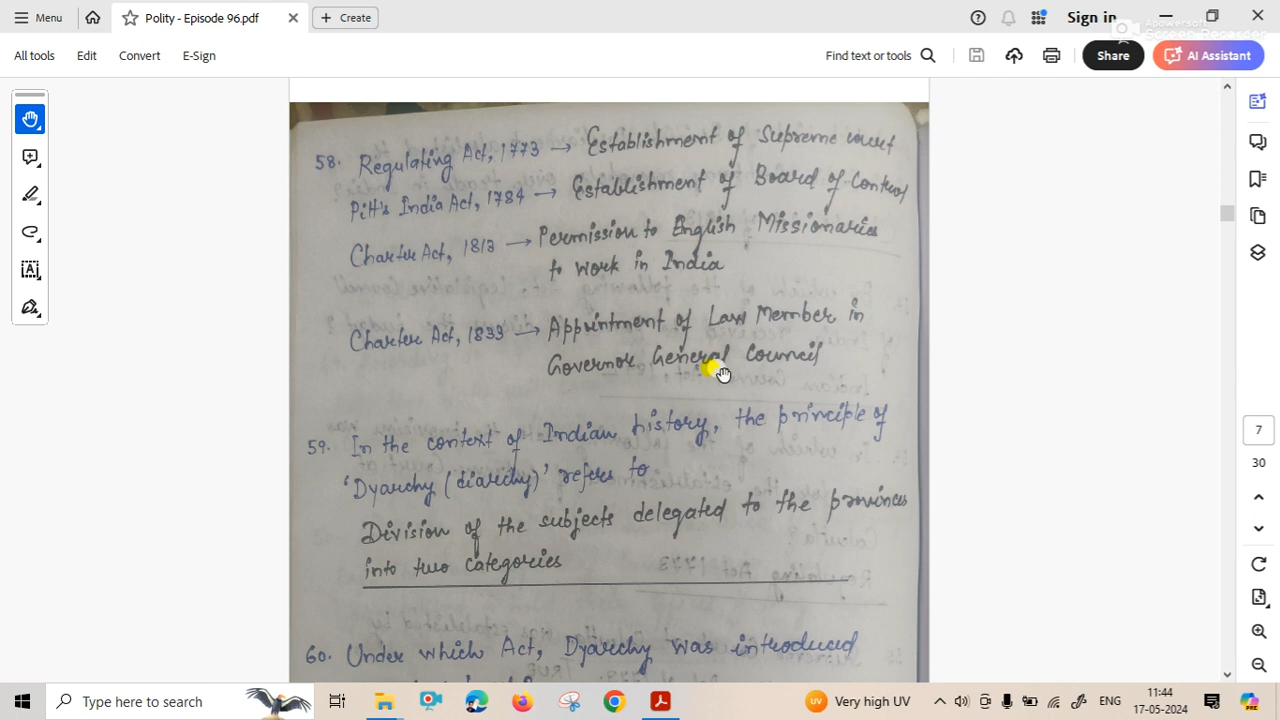 Menu
Polity - Episode 96.pdf
Create
Sign in
Apowersoft
Screen Recorder
All tools
Edit
Convert
E-Sign
Find text or tools
Share
AI Assistant
58. Regulating Act, 1773 → Establishment of Supreme court
Pitt's India Act, 1784 → Establishment of Board of Control
Charter Act, 1813 → Permission to English Missionaries
to work in India
Charter Act, 1833 → Appointment of Law Member in
Governor General Council
59. In the context of Indian history, the principle of
'Dyarchy (diarchy)' refers to
Division of the subjects delegated to the provinces
into two categories
60. Under which Act, Dyarchy was introduced
7
30
Type here to search
UV
Very high UV
ENG
11:44
17-05-2024
PRE